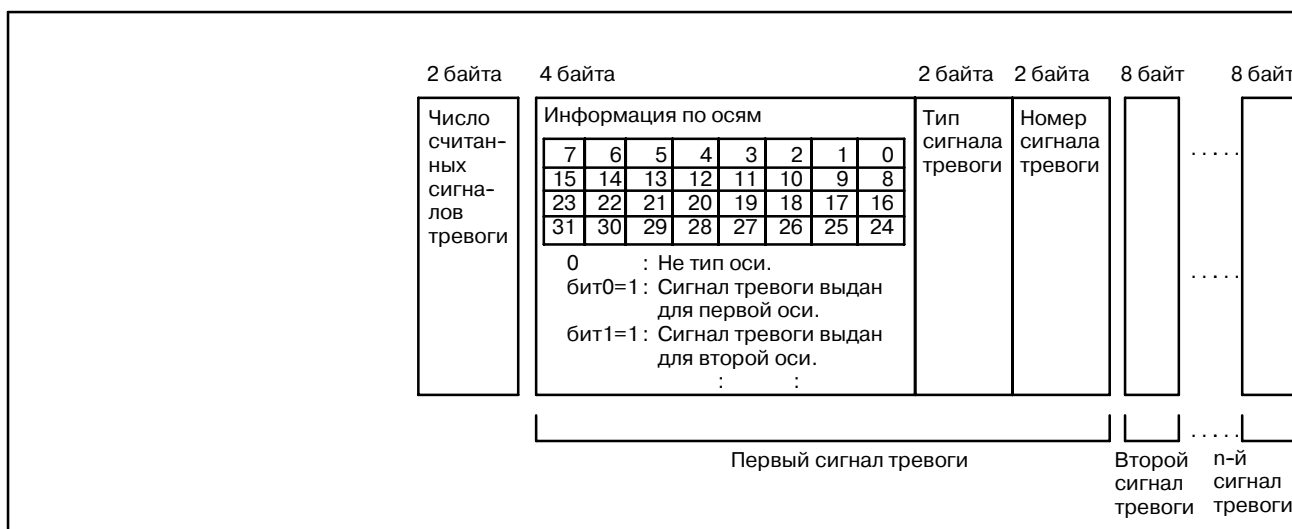 2 байта 4 байта 2 байта 2 байта 8 байт 8 байт
Число
считан-
ных
сигна-
лов
тревоги
Информация по осям
7 6 5 4 3 2 1 0
15 14 13 12 11 10 9 8
23 22 21 20 19 18 17 16
31 30 29 28 27 26 25 24
0 : Не тип оси.
бит0=1: Сигнал тревоги выдан
для первой оси.
бит1=1: Сигнал тревоги выдан
для второй оси.
: :
Тип
сигнала
тревоги
Номер
сигнала
тревоги
.....
.....
.....
Первый сигнал тревоги
Второй
сигнал
тревоги
n-й
сигнал
тревоги